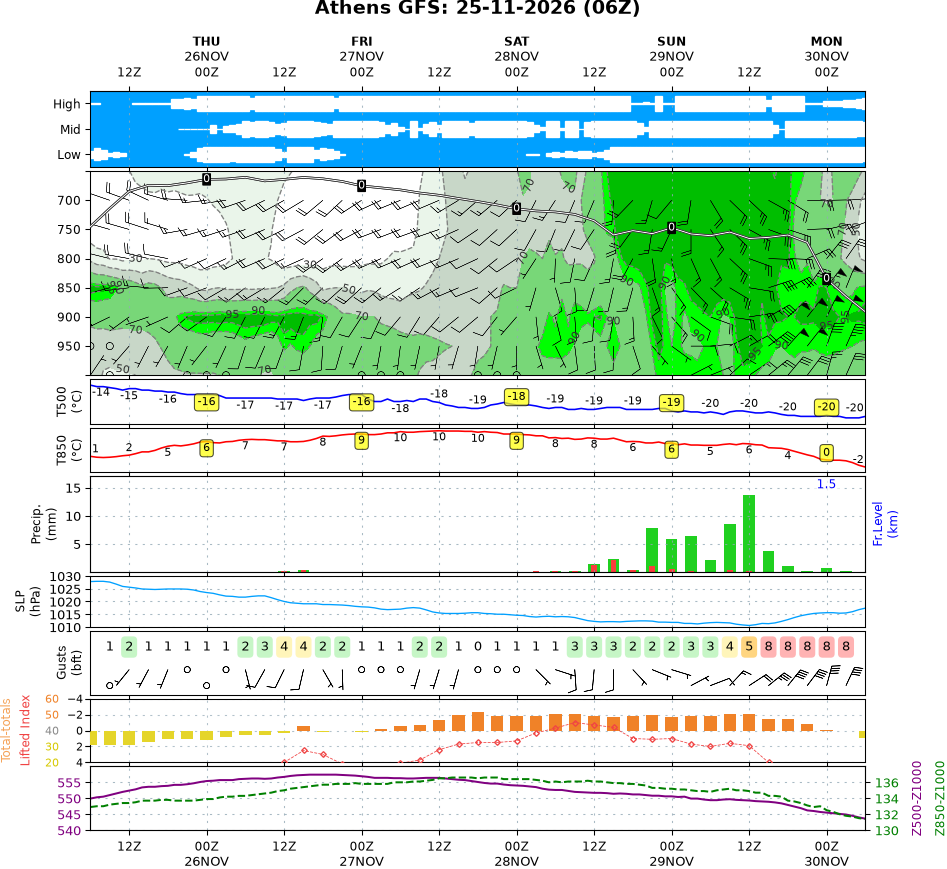 Athens GFS: 25-11-2026 (06Z)
THU FRI SAT SUN MON
26NOV 27NOV 28NOV 29NOV 30NOV
12Z 00Z 12Z 00Z 12Z 00Z 12Z 00Z 12Z 00Z
High
Mid
Low
700
750
800
850
900
950
0 0 0 0 0
30 30 50 50 70 70 70 70 70 90 90 90 95 95
T500 (°C)
-14 -15 -16 -16 -17 -17 -17 -16 -18 -18 -19 -18 -19 -19 -19 -19 -20 -20 -20 -20 -20
T850 (°C)
1 2 5 6 7 7 8 9 10 10 10 9 8 8 6 6 5 6 4 0 -2
Precip. (mm)
15
10
5
1.5
Fr.Level (km)
SLP (hPa)
1030
1025
1020
1015
1010
Gusts (bft)
1 2 1 1 1 1 1 2 3 4 4 2 2 1 1 1 2 2 1 0 1 1 1 1 3 3 3 2 2 2 3 3 4 5 8 8 8 8 8
Total-totals
Lifted Index
60 −4
50 −2
40 0
30 2
20 4
555
550
545
540
136
134
132
130
Z500-Z1000
Z850-Z1000
12Z 00Z 12Z 00Z 12Z 00Z 12Z 00Z 12Z 00Z
26NOV 27NOV 28NOV 29NOV 30NOV